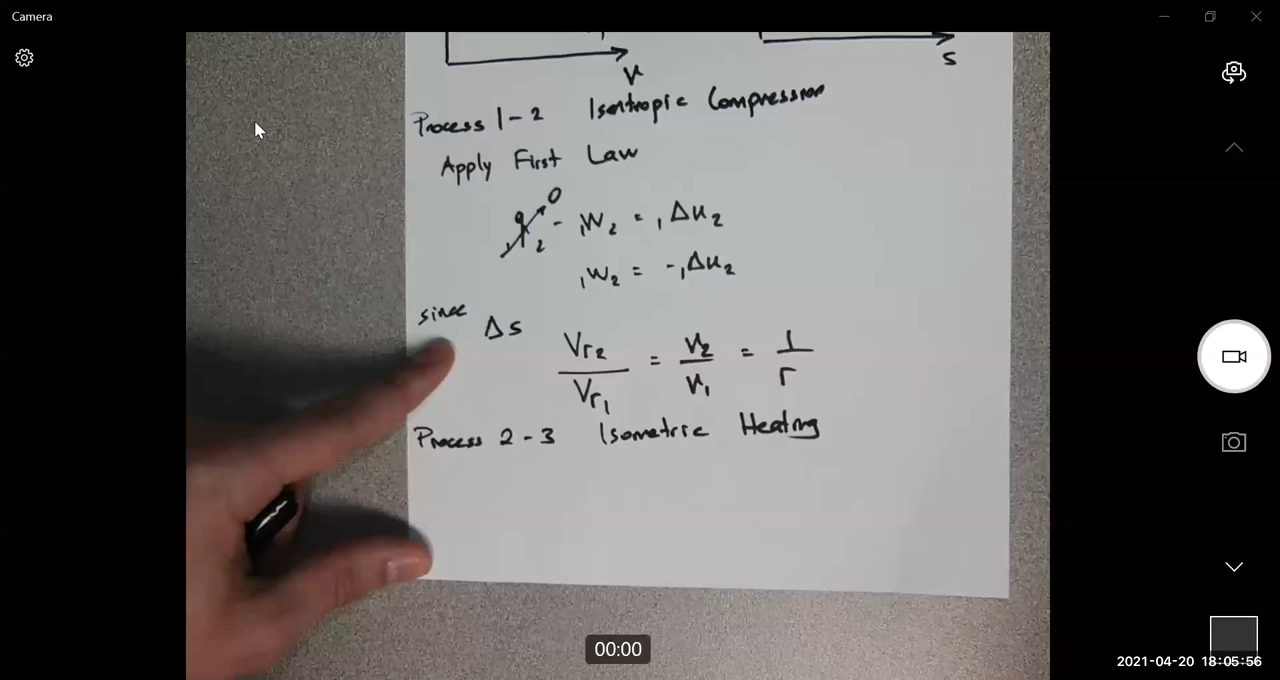 Camera
v
s
Process 1-2 Isentropic Compression
Apply First Law
1q2 0 - 1W2 = 1Δu2
1W2 = -1Δu2
since Δs
Vr2 / Vr1 = v2 / v1 = 1 / r
Process 2-3 Isometric Heating
00:00
2021-04-20 18:05:56